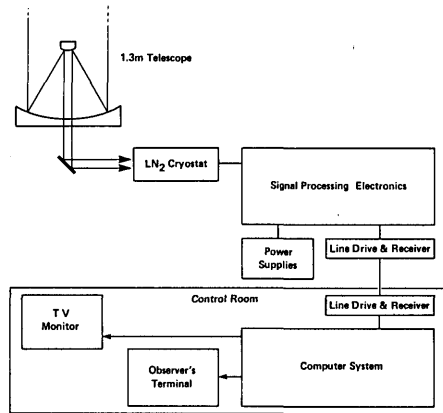 1.3m Telescope
LN2 Cryostat
Signal Processing Electronics
Power
Supplies
Line Drive & Receiver
Control Room
Line Drive & Receiver
T V
Monitor
Observer's
Terminal
Computer System